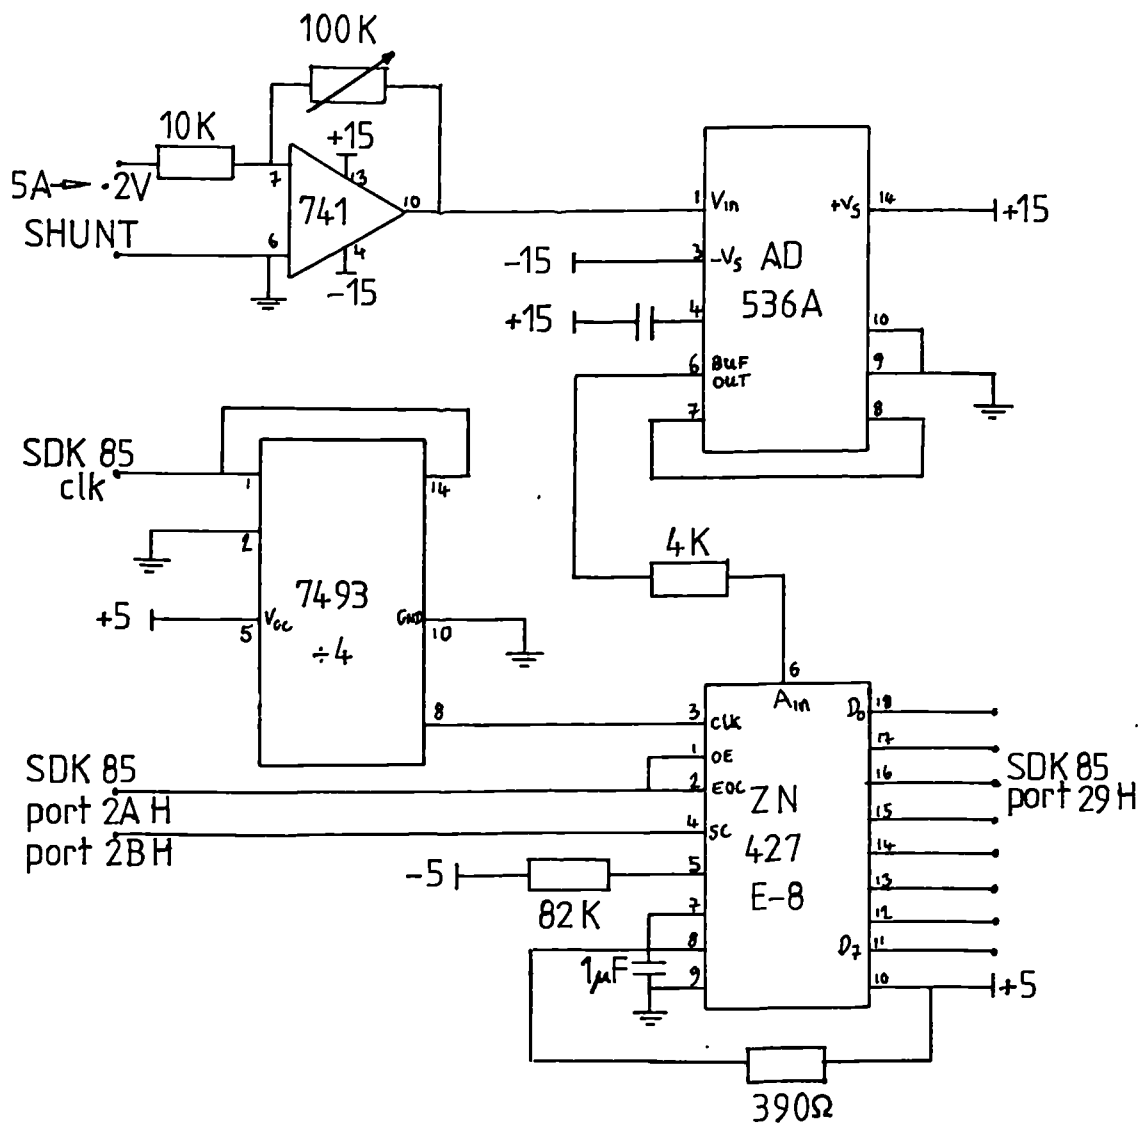 100K
10K
+15
5A → .2V
SHUNT
7
6
741
13
4
10
-15
1 Vin
+Vs 14
+15
-15
3 -Vs
AD
536A
+15
4
10
6 BUF
OUT
9
7
8
SDK 85
clk
1
14
2
7493
÷4
+5
5 Vcc
GND 10
8
4K
6
Ain
3 clk
1 OE
2 EOC
4 SC
5
7
8
9
ZN
427
E-8
D0 18
17
16
15
14
13
12
D7 11
10
SDK 85
port 2A H
port 2B H
SDK 85
port 29 H
-5
82K
1μF
+5
390Ω